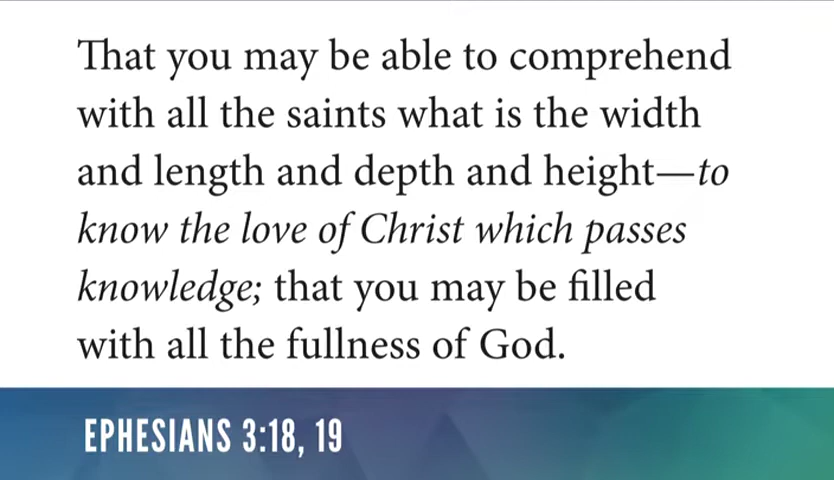 That you may be able to comprehend
with all the saints what is the width
and length and depth and height—to
know the love of Christ which passes
knowledge; that you may be filled
with all the fullness of God.
EPHESIANS 3:18, 19